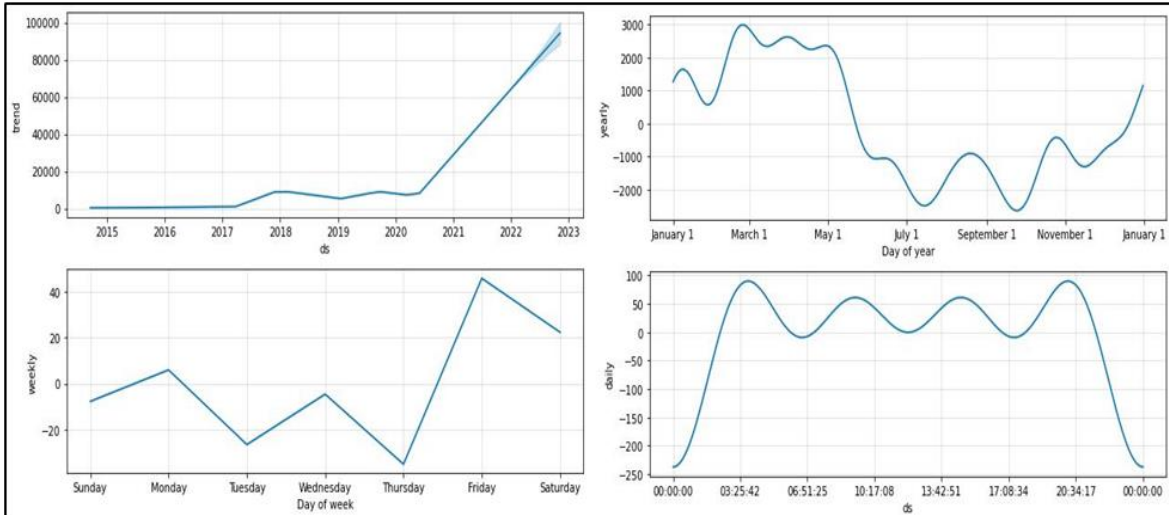 trend
100000
80000
60000
40000
20000
0
2015 2016 2017 2018 2019 2020 2021 2022 2023
ds
yearly
3000
2000
1000
0
−1000
−2000
January 1 March 1 May 1 July 1 September 1 November 1 January 1
Day of year
weekly
40
20
0
−20
Sunday Monday Tuesday Wednesday Thursday Friday Saturday
Day of week
daily
100
50
0
−50
−100
−150
−200
−250
00:00:00 03:25:42 06:51:25 10:17:08 13:42:51 17:08:34 20:34:17 00:00:00
ds